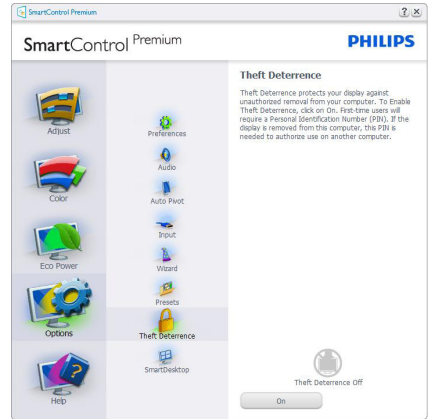 SmartControl Premium
? ×
SmartControl Premium
PHILIPS
Adjust
Color
Eco Power
Options
Help
Preferences
Audio
Auto Pivot
Input
Wizard
Presets
Theft Deterrence
SmartDesktop
Theft Deterrence
Theft Deterrence protects your display against
unauthorized removal from your computer. To Enable
Theft Deterrence, click on On. First-time users will
require a Personal Identification Number (PIN). If the
display is removed from this computer, this PIN is
needed to authorize use on another computer.
Theft Deterrence Off
On